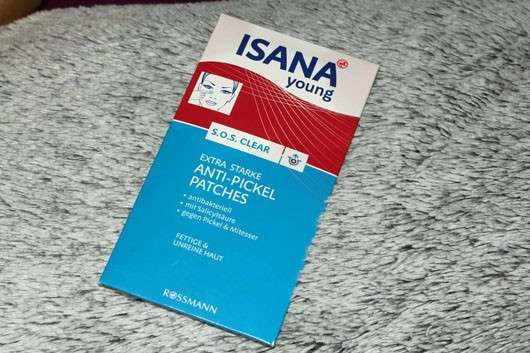 ISANA
young
S.O.S. CLEAR
EXTRA STARKE
ANTI-PICKEL
PATCHES
• antibakteriell
• mit Salicylsäure
• gegen Pickel & Mitesser
FETTIGE &
UNREINE HAUT
ROSSMANN